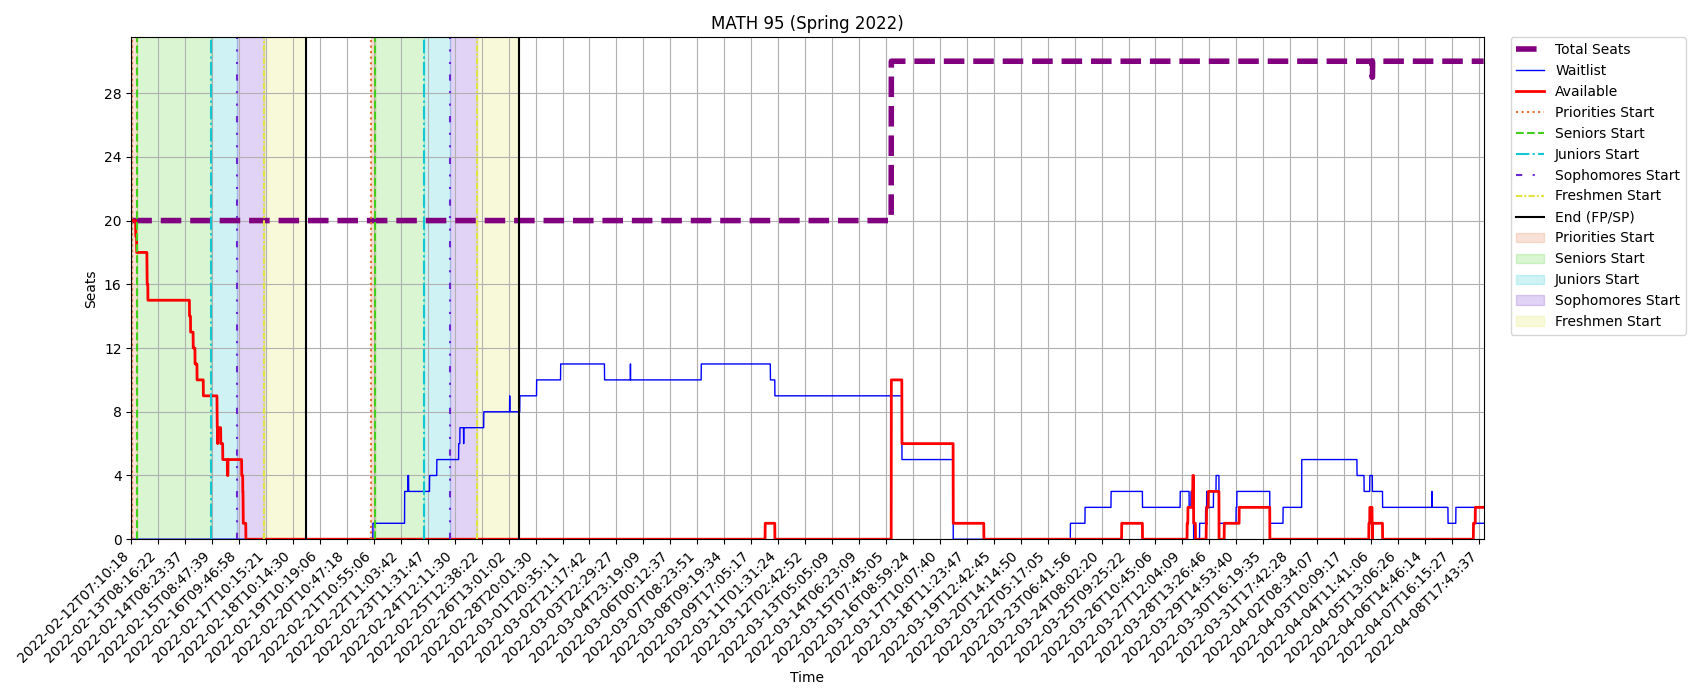 MATH 95 (Spring 2022)
Seats
28
24
20
16
12
8
4
0
2022-02-12T07:10:18
2022-02-13T08:16:22
2022-02-14T08:23:37
2022-02-15T08:47:39
2022-02-16T09:46:58
2022-02-17T10:15:21
2022-02-18T10:14:30
2022-02-19T10:19:06
2022-02-20T10:47:18
2022-02-21T10:55:06
2022-02-22T11:03:42
2022-02-23T11:31:47
2022-02-24T12:11:30
2022-02-25T12:38:22
2022-02-26T13:01:02
2022-02-28T20:01:30
2022-03-01T20:35:11
2022-03-02T21:17:42
2022-03-03T22:29:27
2022-03-04T23:19:09
2022-03-06T00:12:37
2022-03-07T08:23:51
2022-03-08T09:19:34
2022-03-09T17:05:17
2022-03-11T01:31:24
2022-03-12T02:42:52
2022-03-13T05:05:09
2022-03-14T06:23:09
2022-03-15T07:45:05
2022-03-16T08:59:24
2022-03-17T10:07:40
2022-03-18T11:23:47
2022-03-19T12:42:45
2022-03-20T14:14:50
2022-03-22T05:17:05
2022-03-23T06:41:56
2022-03-24T08:02:20
2022-03-25T09:25:22
2022-03-26T10:45:06
2022-03-27T12:04:09
2022-03-28T13:26:46
2022-03-29T14:53:40
2022-03-30T16:19:35
2022-03-31T17:42:28
2022-04-02T08:34:07
2022-04-03T10:09:17
2022-04-04T11:41:06
2022-04-05T13:06:26
2022-04-06T14:46:14
2022-04-07T16:15:27
2022-04-08T17:43:37
Time
Total Seats
Waitlist
Available
Priorities Start
Seniors Start
Juniors Start
Sophomores Start
Freshmen Start
End (FP/SP)
Priorities Start
Seniors Start
Juniors Start
Sophomores Start
Freshmen Start